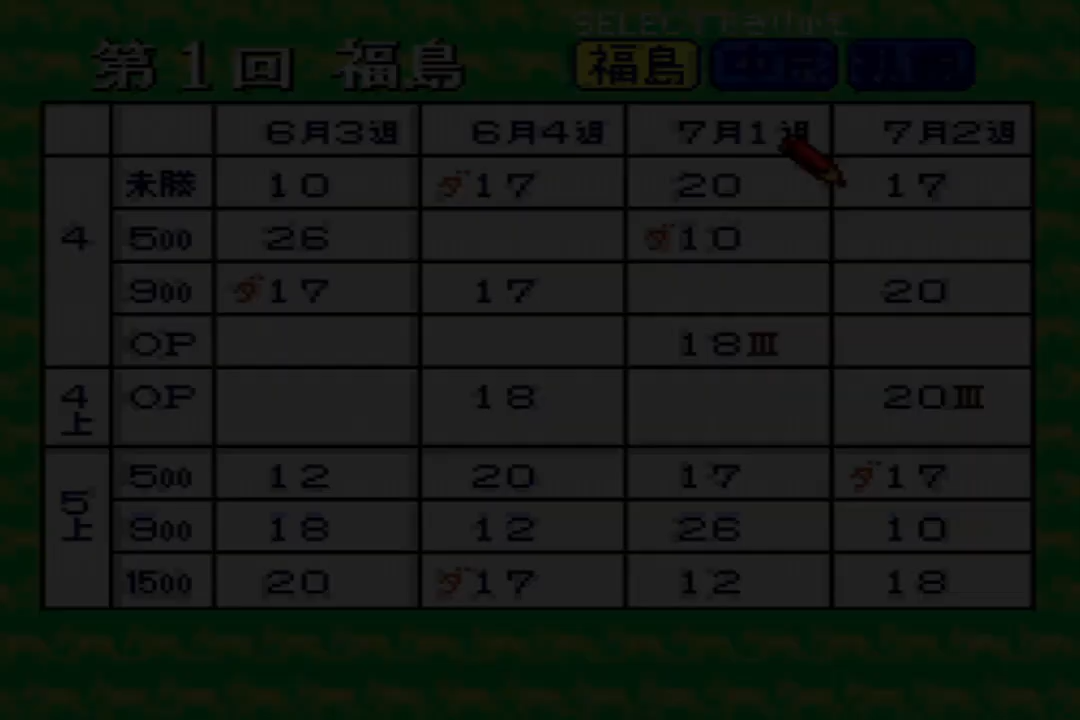 SELECT
第1回 福島 福島
6月3週 6月4週 7月1週 7月2週
4 未勝 10 ダ17 20 17
500 26 ダ10
900 ダ17 17 20
OP 18Ⅲ
4上 OP 18 20Ⅲ
5上 500 12 20 17 ダ17
900 18 12 26 10
1500 20 ダ17 12 18